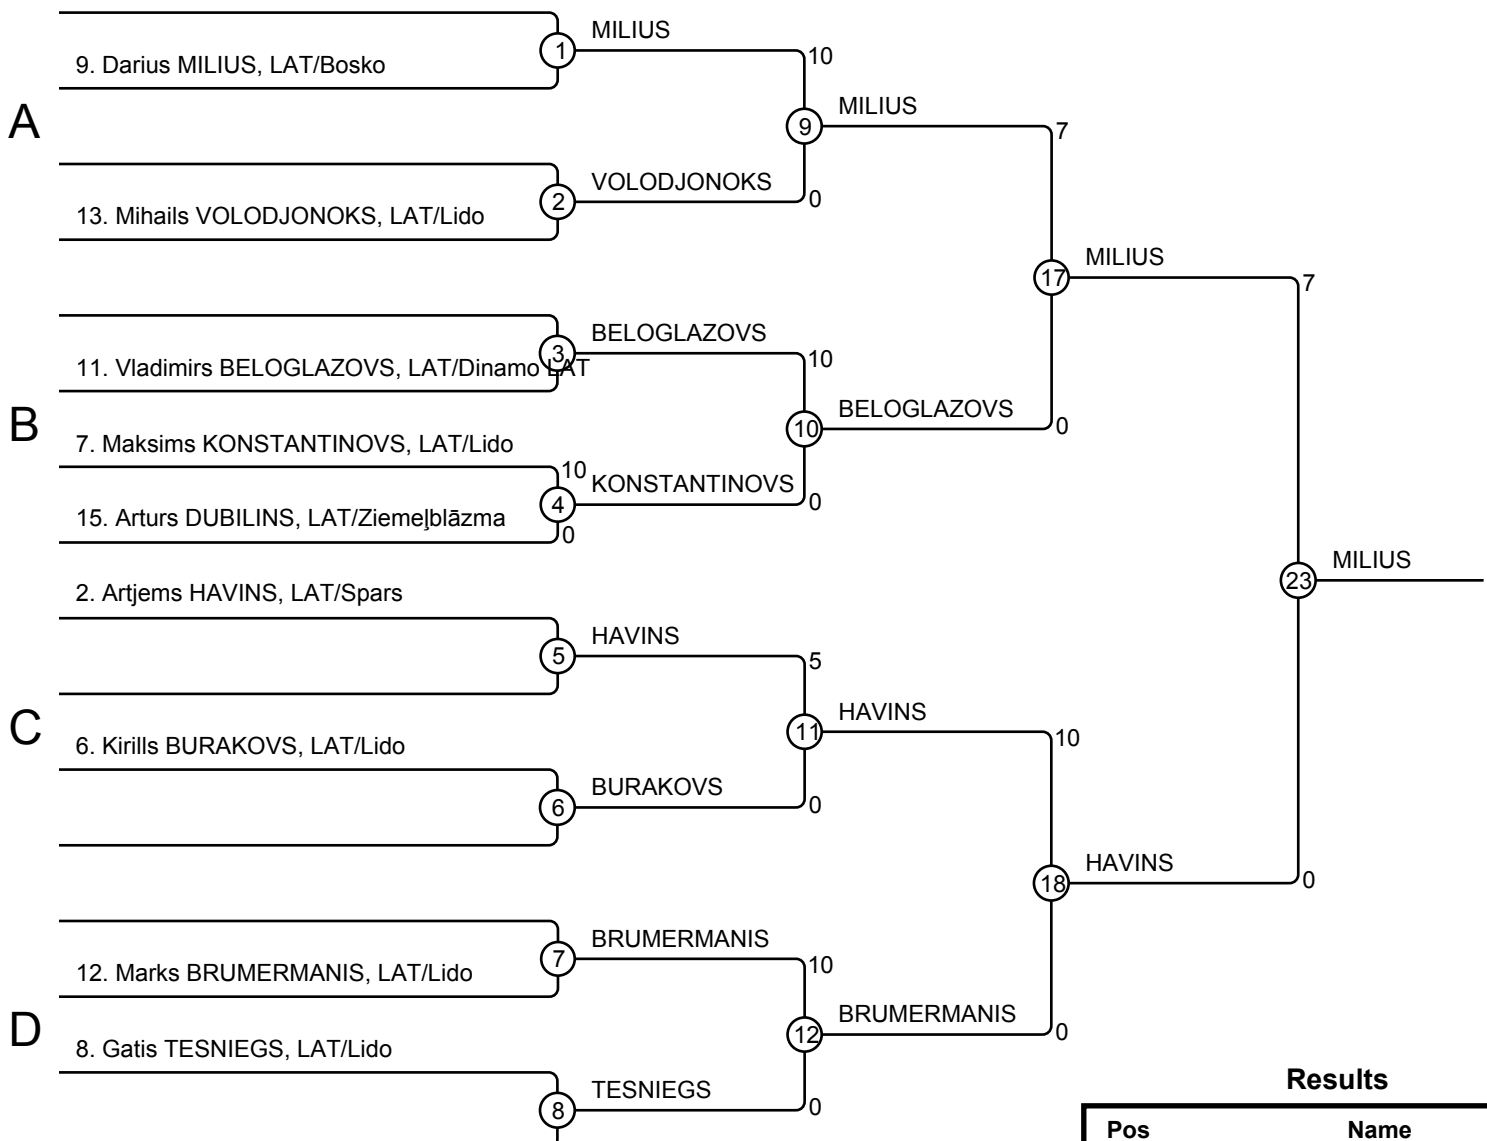 MILIUS
1
10
9. Darius MILIUS, LAT/Bosko
A
MILIUS
9
7
VOLODJONOKS
2
0
13. Mihails VOLODJONOKS, LAT/Lido
MILIUS
17
7
BELOGLAZOVS
3
10
11. Vladimirs BELOGLAZOVS, LAT/Dinamo LAT
B
BELOGLAZOVS
10
0
7. Maksims KONSTANTINOVS, LAT/Lido
10
KONSTANTINOVS
4
0
15. Arturs DUBILINS, LAT/Ziemeļblāzma
0
MILIUS
23
2. Artjems HAVINS, LAT/Spars
HAVINS
5
5
C
HAVINS
11
10
6. Kirills BURAKOVS, LAT/Lido
BURAKOVS
6
0
HAVINS
18
0
BRUMERMANIS
7
10
12. Marks BRUMERMANIS, LAT/Lido
D
BRUMERMANIS
12
0
8. Gatis TESNIEGS, LAT/Lido
TESNIEGS
8
0
Results
Pos Name